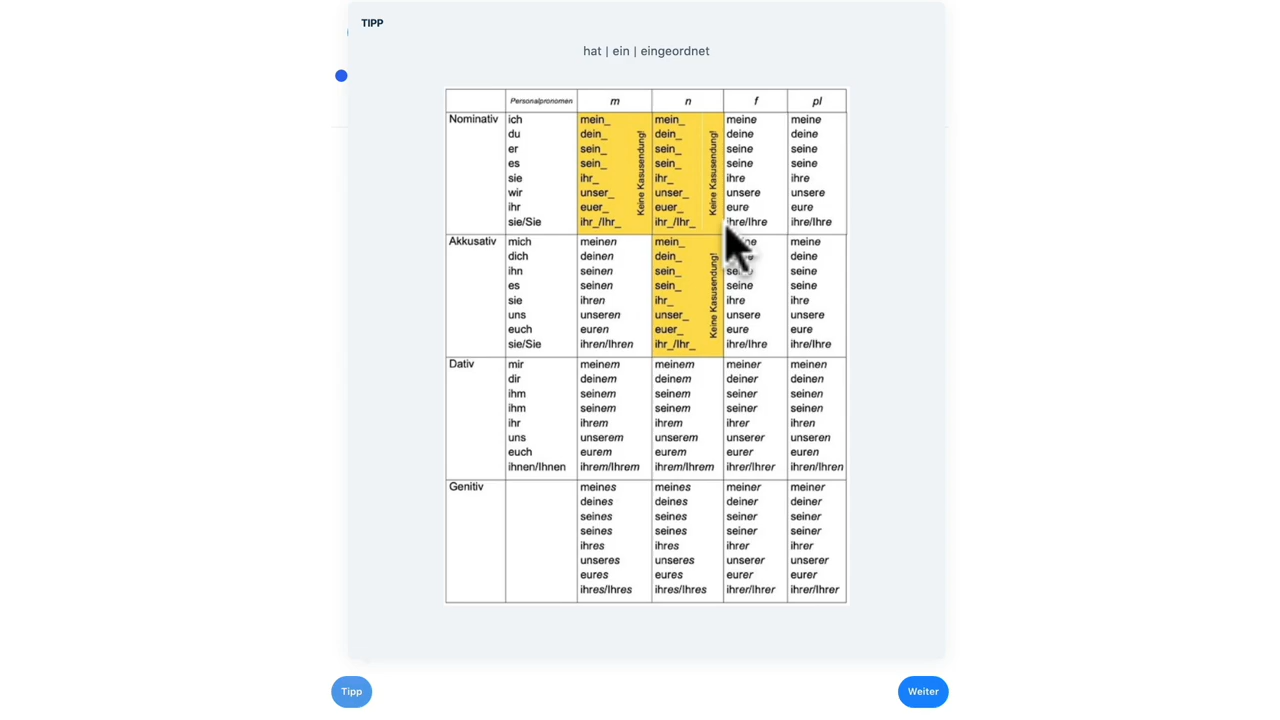 TIPP
hat | ein | eingeordnet
Personalpronomen m n f pl
Nominativ ich mein_ mein_ meine meine
du dein_ dein_ deine deine
er sein_ sein_ seine seine
es sein_ sein_ seine seine
sie ihr_ ihr_ ihre ihre
wir unser_ unser_ unsere unsere
ihr euer_ euer_ eure eure
sie/Sie ihr_/Ihr_ ihr_/Ihr_ ihre/Ihre ihre/Ihre
Keine Kasusendung!
Keine Kasusendung!
Akkusativ mich meinen mein_ meine
dich deinen dein_ deine
ihn seinen sein_ seine
es seinen sein_ seine seine
sie ihren ihr_ ihre ihre
uns unseren unser_ unsere unsere
euch euren euer_ eure eure
sie/Sie ihren/Ihren ihr_/Ihr_ ihre/Ihre ihre/Ihre
Keine Kasusendung!
Dativ mir meinem meinem meiner meinen
dir deinem deinem deiner deinen
ihm seinem seinem seiner seinen
ihm seinem seinem seiner seinen
ihr ihrem ihrem ihrer ihren
uns unserem unserem unserer unseren
euch eurem eurem eurer euren
ihnen/Ihnen ihrem/Ihrem ihrem/Ihrem ihrer/Ihrer ihren/Ihren
Genitiv meines meines meiner meiner
deines deines deiner deiner
seines seines seiner seiner
seines seines seiner seiner
ihres ihres ihrer ihrer
unseres unseres unserer unserer
eures eures eurer eurer
ihres/Ihres ihres/Ihres ihrer/Ihrer ihrer/Ihrer
Tipp
Weiter